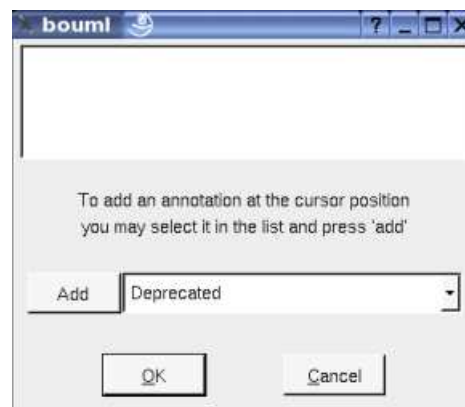 bouml
To add an annotation at the cursor position
you may select it in the list and press 'add'
Add
Deprecated
OK
Cancel